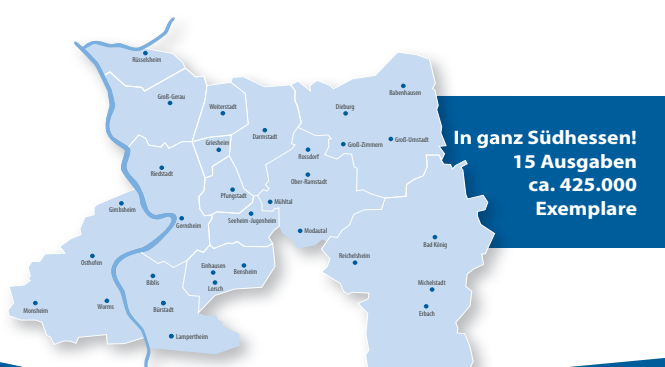 Rüsselsheim
Groß-Gerau
Babenhausen
Weiterstadt
Dieburg
Darmstadt
Groß-Umstadt
Griesheim
Groß-Zimmern
Rossdorf
Riedstadt
Ober-Ramstadt
Pfungstadt
Mühltal
Gimbsheim
Seeheim-Jugenheim
Gernsheim
Modautal
Bad König
Reichelsheim
Osthofen
Einhausen
Bensheim
Biblis
Lorsch
Michelstadt
Monsheim
Worms
Bürstadt
Erbach
Lampertheim
In ganz Südhessen!
15 Ausgaben
ca. 425.000
Exemplare